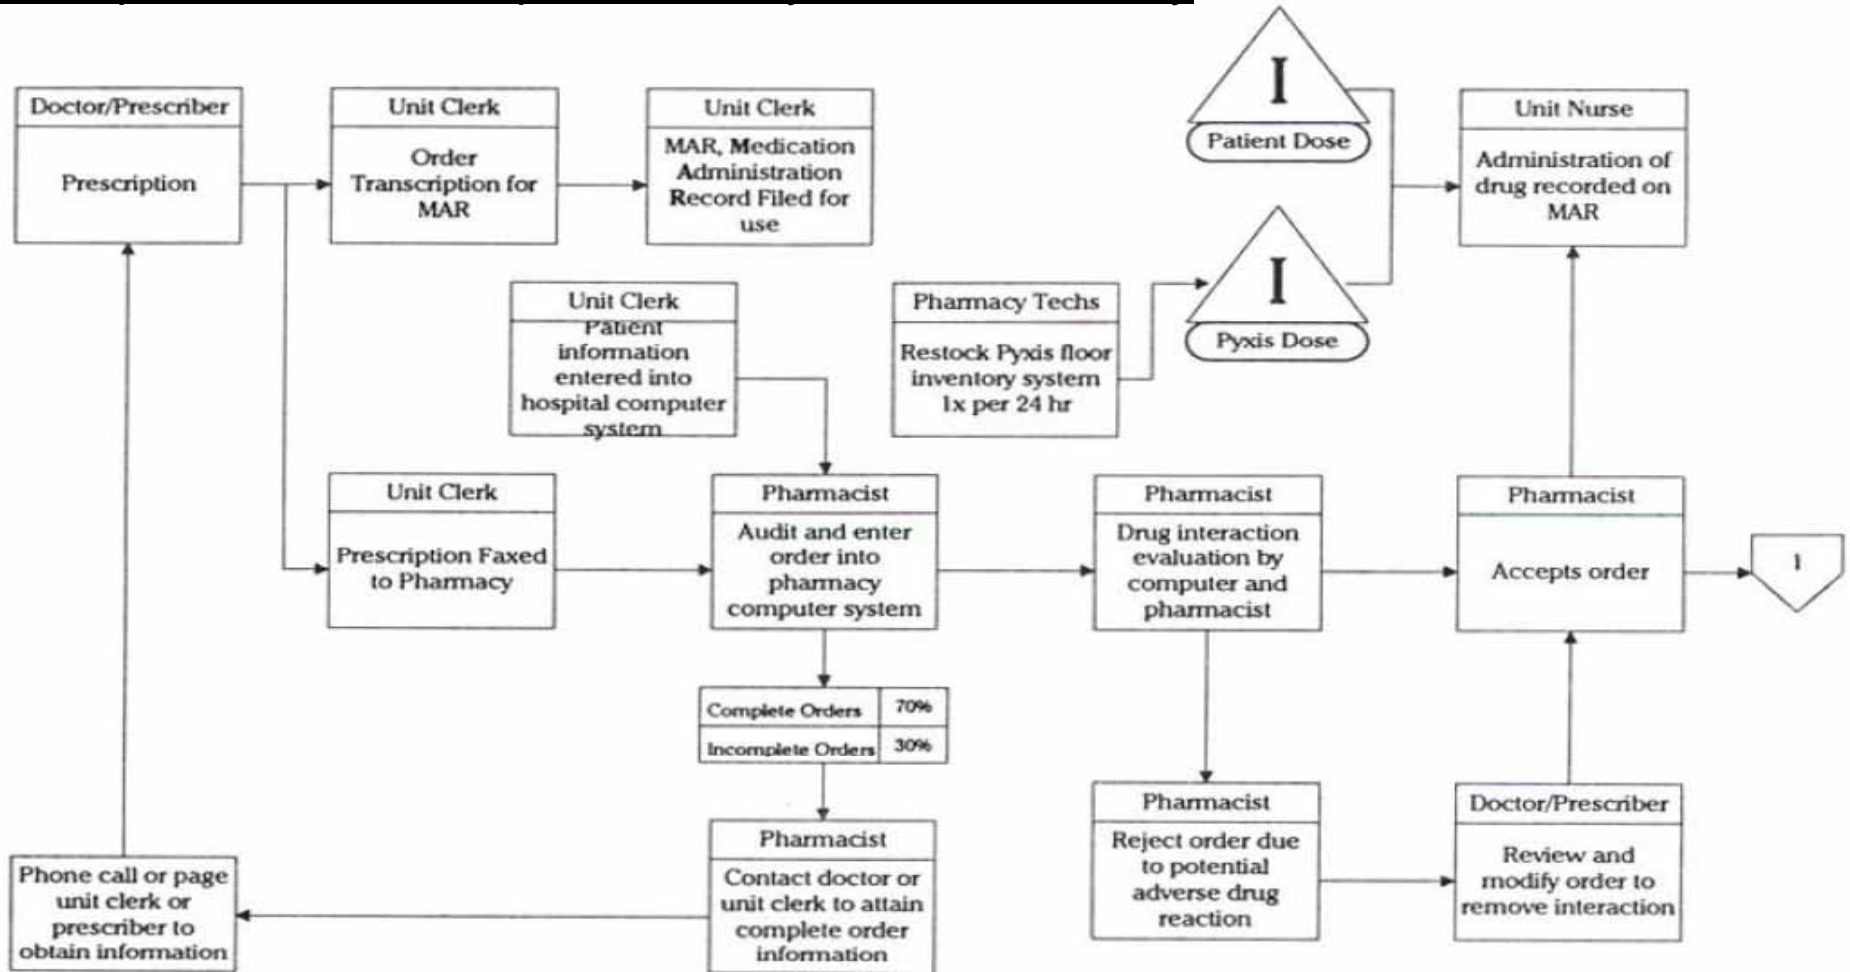 Doctor/Prescriber
Prescription
Unit Clerk
Order
Transcription for
MAR
Unit Clerk
MAR, Medication
Administration
Record Filed for
use
I
Patient Dose
Unit Nurse
Administration of
drug recorded on
MAR
Unit Clerk
Patient
information
entered into
hospital computer
system
Pharmacy Techs
Restock Pyxis floor
inventory system
1x per 24 hr
I
Pyxis Dose
Unit Clerk
Prescription Faxed
to Pharmacy
Pharmacist
Audit and enter
order into
pharmacy
computer system
Pharmacist
Drug interaction
evaluation by
computer and
pharmacist
Pharmacist
Accepts order
1
Complete Orders 70%
Incomplete Orders 30%
Phone call or page
unit clerk or
prescriber to
obtain information
Pharmacist
Contact doctor or
unit clerk to attain
complete order
information
Pharmacist
Reject order due
to potential
adverse drug
reaction
Doctor/Prescriber
Review and
modify order to
remove interaction